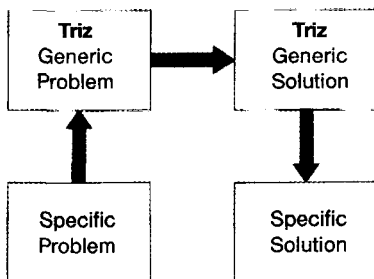 Triz
Generic
Problem
Triz
Generic
Solution
Specific
Problem
Specific
Solution